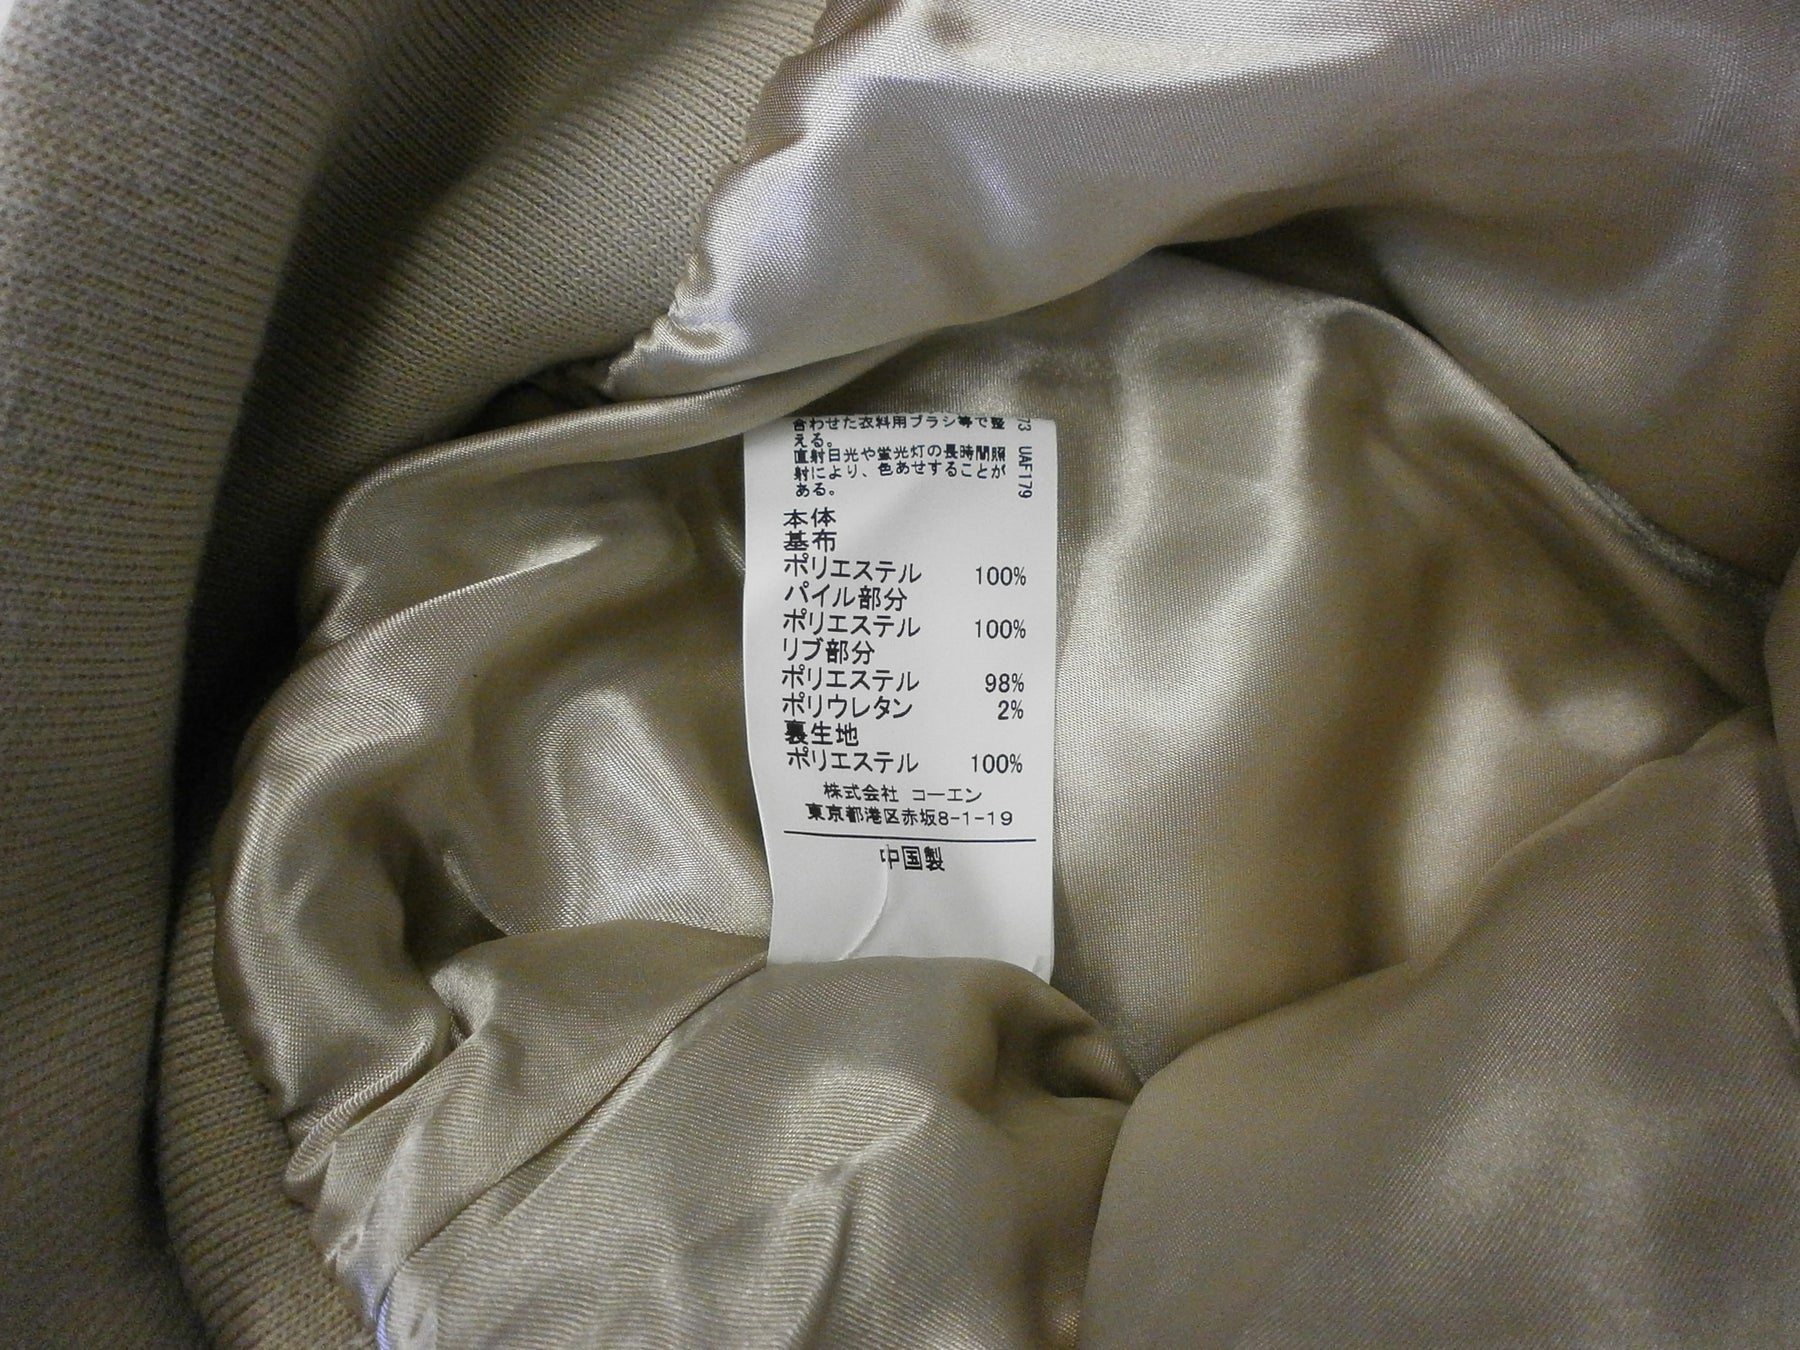 合わせた衣料用ブラシ等で整
える。
直射日光や蛍光灯の長時間照
射により、色あせすることが
ある。
73 UAF179
本体
基布
ポリエステル 100%
パイル部分
ポリエステル 100%
リブ部分
ポリエステル 98%
ポリウレタン 2%
裏生地
ポリエステル 100%
株式会社 コーエン
東京都港区赤坂8-1-19
中国製